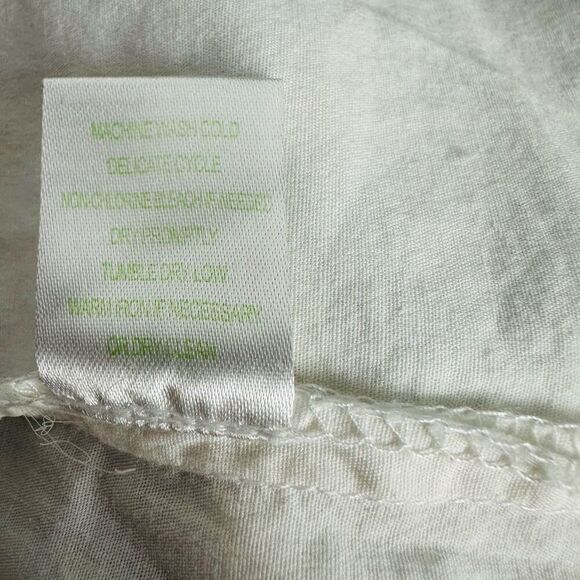 MACHINE WASH COLD
DELICATE CYCLE
NON-CHLORINE BLEACH IF NEEDED
DRY PROMPTLY
TUMBLE DRY LOW
WARM IRON IF NECESSARY
OR DRY CLEAN